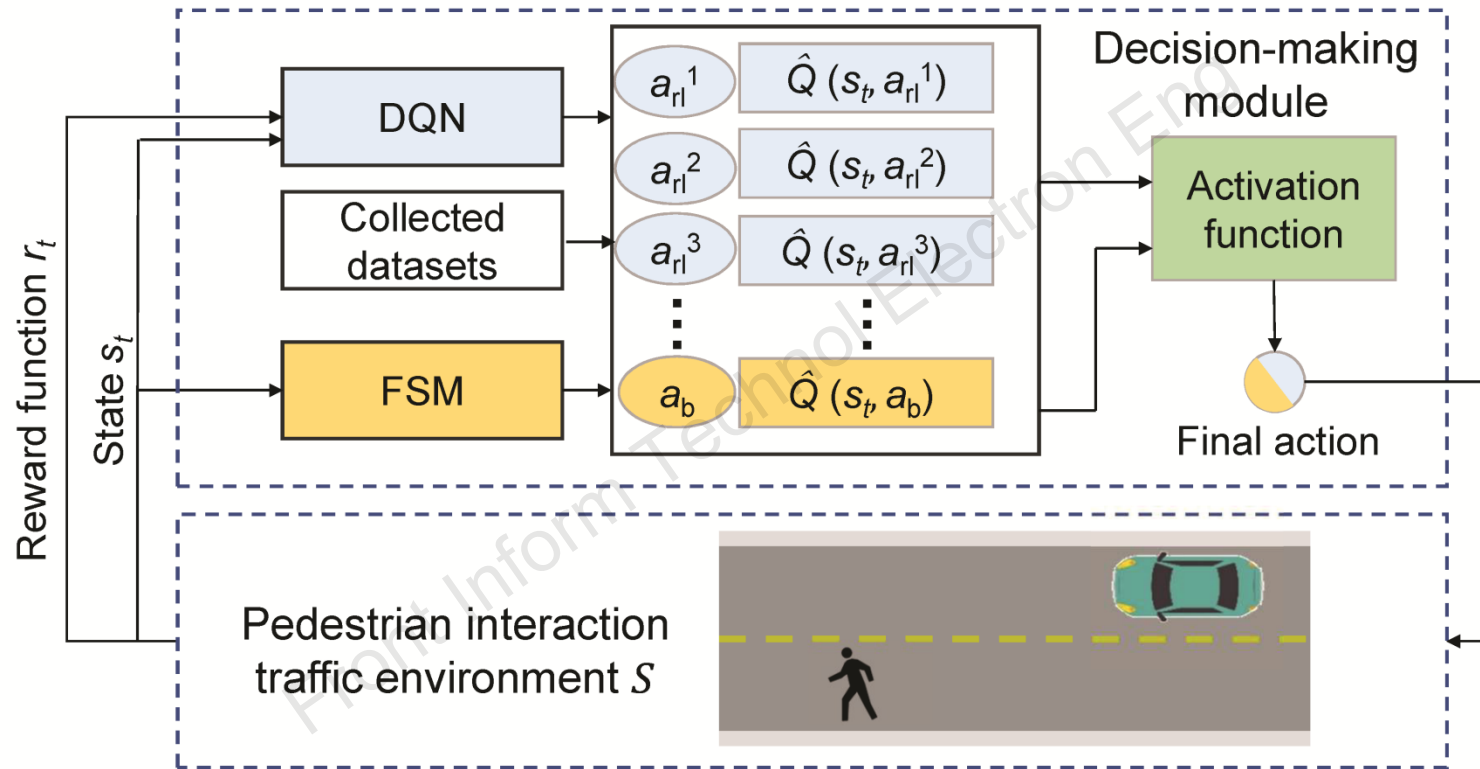 Decision-making
module
DQN
Collected
datasets
FSM
a_rl^1
Q̂ (s_t, a_rl^1)
a_rl^2
Q̂ (s_t, a_rl^2)
a_rl^3
Q̂ (s_t, a_rl^3)
a_b
Q̂ (s_t, a_b)
Activation
function
Final action
Reward function r_t
State s_t
Pedestrian interaction
traffic environment S
Front Inform Technol Electron Eng